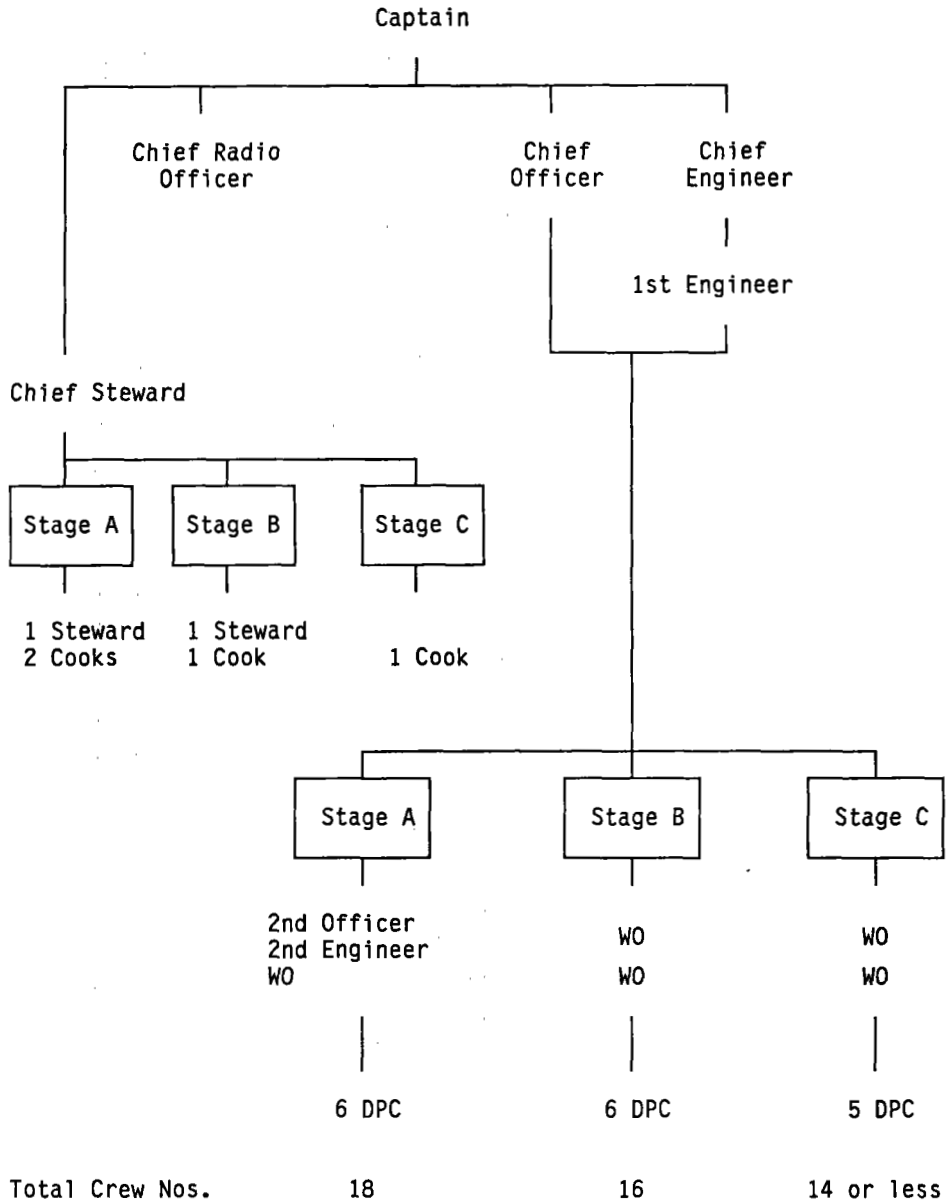 Captain
Chief Radio
Officer
Chief
Officer
Chief
Engineer
1st Engineer
Chief Steward
Stage A
Stage B
Stage C
1 Steward
2 Cooks
1 Steward
1 Cook
1 Cook
Stage A
Stage B
Stage C
2nd Officer
2nd Engineer
WO
WO
WO
WO
WO
6 DPC
6 DPC
5 DPC
Total Crew Nos. 18 16 14 or less